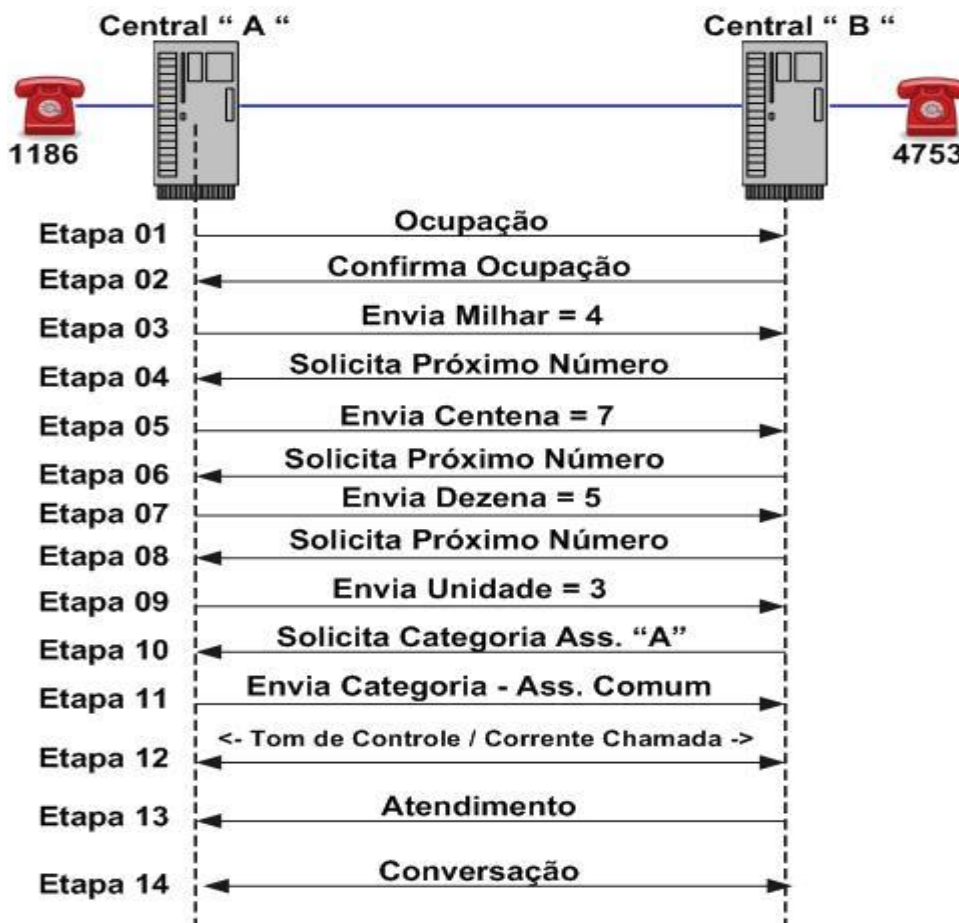 Central “ A “
Central “ B “
1186
4753
Etapa 01
Ocupação
Etapa 02
Confirma Ocupação
Etapa 03
Envia Milhar = 4
Etapa 04
Solicita Próximo Número
Etapa 05
Envia Centena = 7
Etapa 06
Solicita Próximo Número
Etapa 07
Envia Dezena = 5
Etapa 08
Solicita Próximo Número
Etapa 09
Envia Unidade = 3
Etapa 10
Solicita Categoria Ass. “A”
Etapa 11
Envia Categoria - Ass. Comum
Etapa 12
<- Tom de Controle / Corrente Chamada ->
Etapa 13
Atendimento
Etapa 14
Conversação